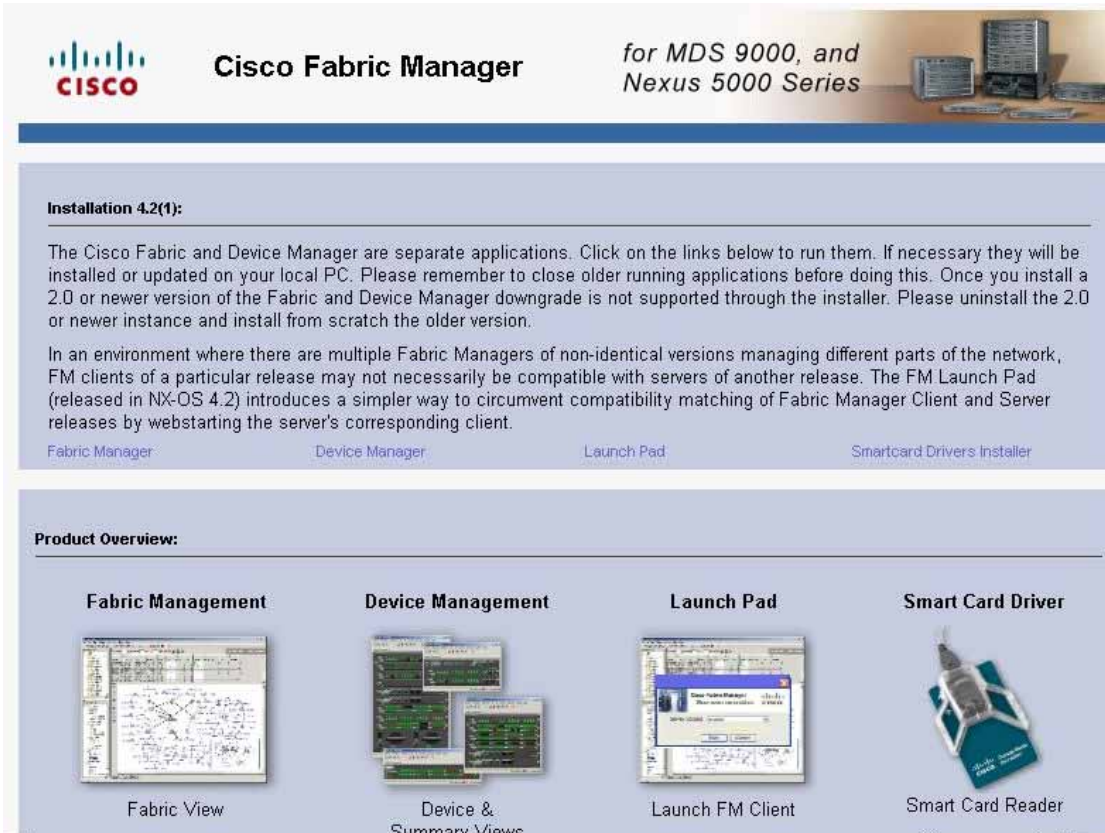 CISCO
Cisco Fabric Manager
for MDS 9000, and
Nexus 5000 Series
Installation 4.2(1):
The Cisco Fabric and Device Manager are separate applications. Click on the links below to run them. If necessary they will be
installed or updated on your local PC. Please remember to close older running applications before doing this. Once you install a
2.0 or newer version of the Fabric and Device Manager downgrade is not supported through the installer. Please uninstall the 2.0
or newer instance and install from scratch the older version.
In an environment where there are multiple Fabric Managers of non-identical versions managing different parts of the network,
FM clients of a particular release may not necessarily be compatible with servers of another release. The FM Launch Pad
(released in NX-OS 4.2) introduces a simpler way to circumvent compatibility matching of Fabric Manager Client and Server
releases by webstarting the server's corresponding client.
Fabric Manager
Device Manager
Launch Pad
Smartcard Drivers Installer
Product Overview:
Fabric Management
Device Management
Launch Pad
Smart Card Driver
Cisco Fabric Manager
CISCO
Fabric View
Device &
Summary Views
Launch FM Client
Smart Card Reader